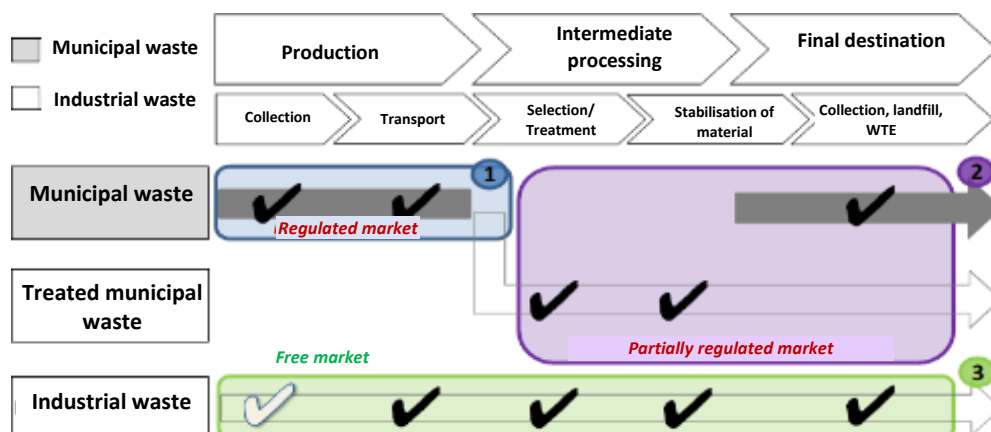 Municipal waste
Industrial waste
Production
Intermediate
processing
Final destination
Collection
Transport
Selection/
Treatment
Stabilisation of
material
Collection, landfill,
WTE
Municipal waste
1
2
Regulated market
Treated municipal
waste
Free market
Partially regulated market
Industrial waste
3